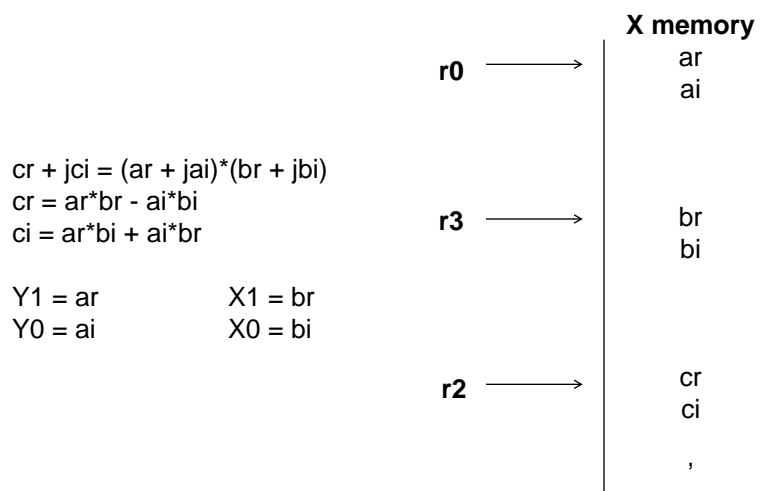 X memory
r0
ar
ai
cr + jci = (ar + jai)*(br + jbi)
cr = ar*br - ai*bi
ci = ar*bi + ai*br
r3
br
bi
Y1 = ar X1 = br
Y0 = ai X0 = bi
r2
cr
ci
,